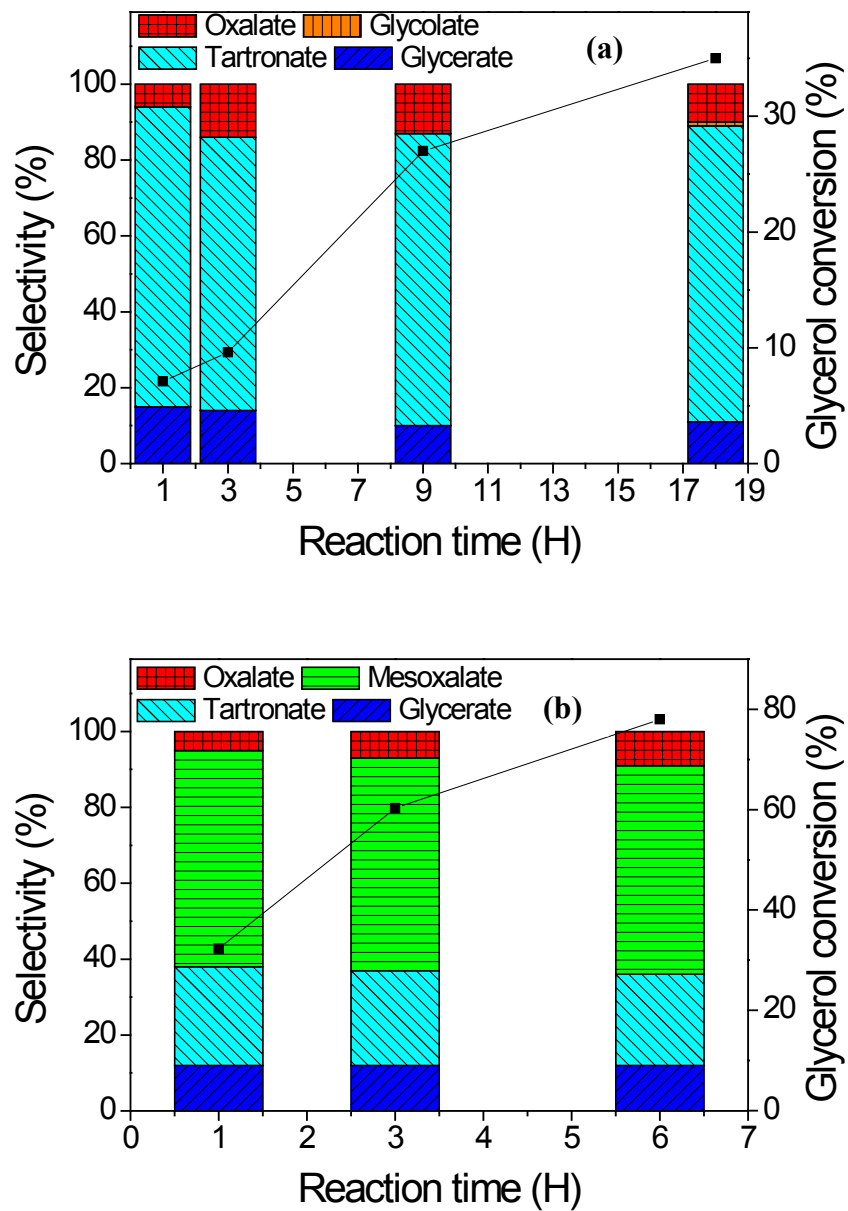 Oxalate Glycolate
Tartronate Glycerate
(a)
100
80
60
40
20
0
Selectivity (%)
30
20
10
0
Glycerol conversion (%)
1 3 5 7 9 11 13 15 17 19
Reaction time (H)
Oxalate Mesoxalate
Tartronate Glycerate
(b)
100
80
60
40
20
0
Selectivity (%)
80
60
40
20
0
Glycerol conversion (%)
0 1 2 3 4 5 6 7
Reaction time (H)